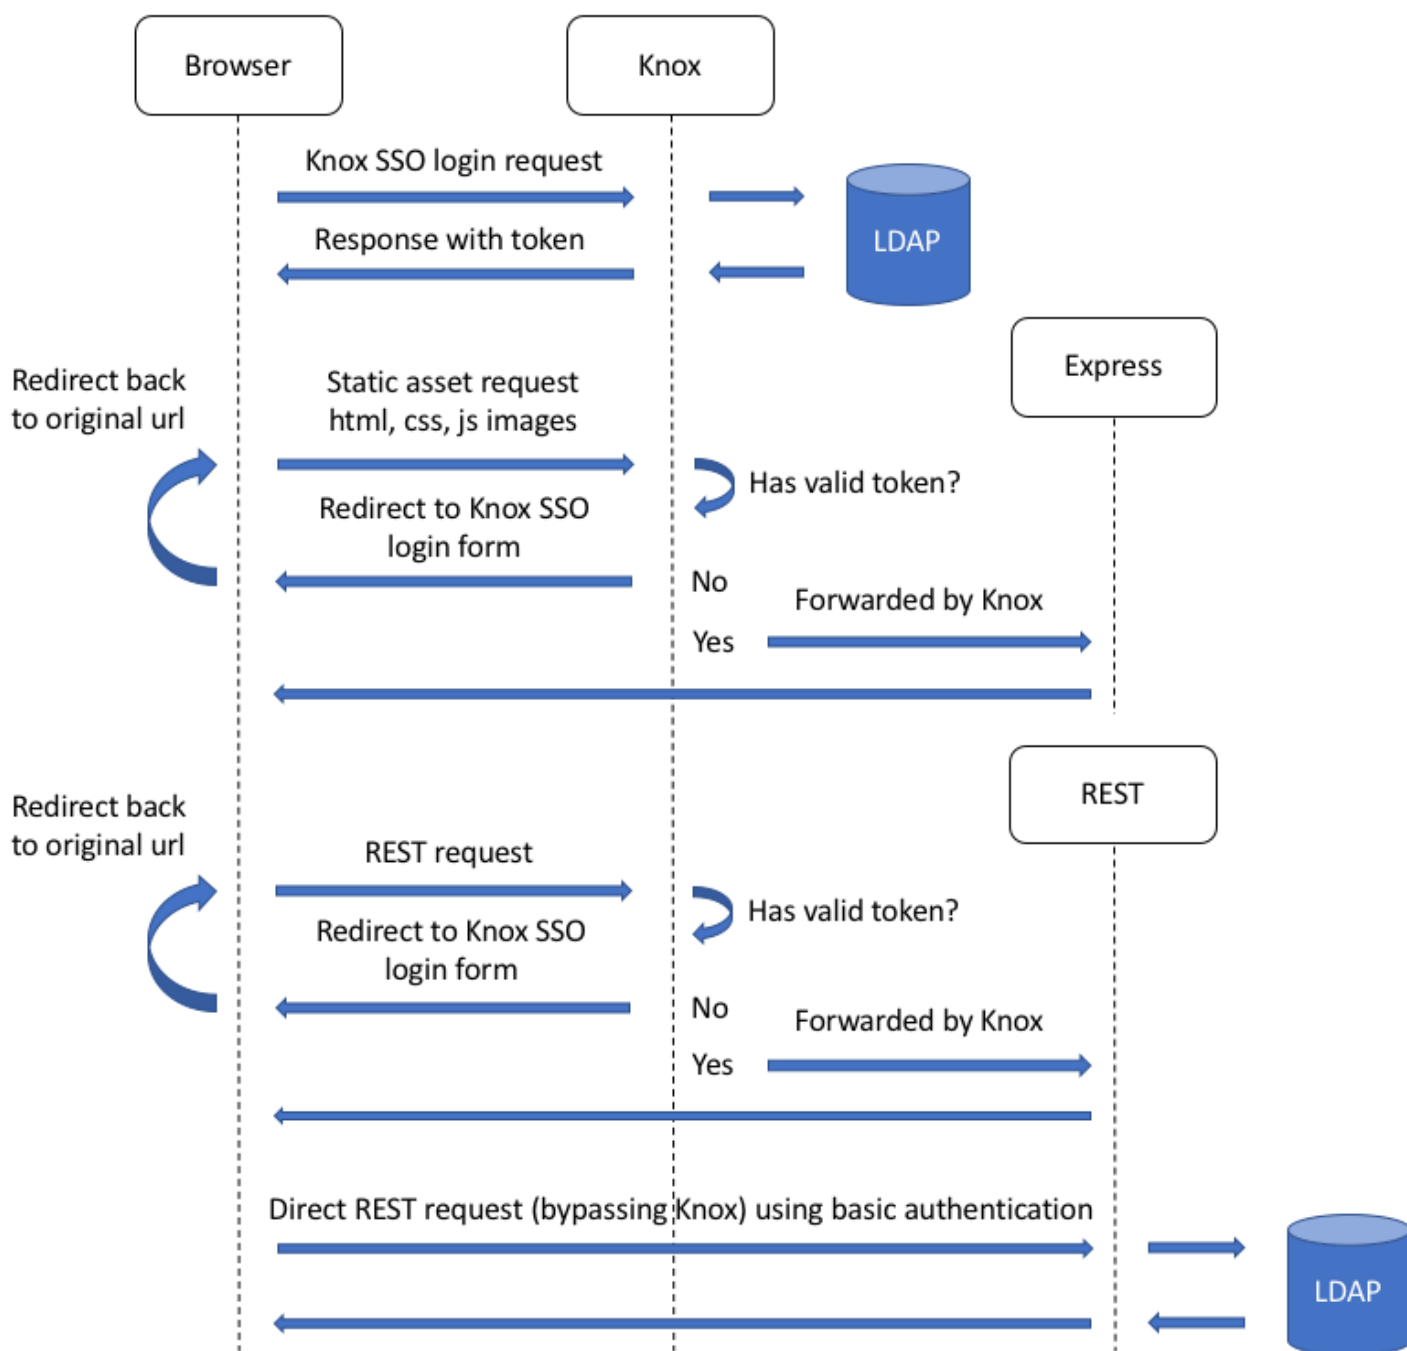 Browser
Knox
Knox SSO login request
Response with token
LDAP
Express
Redirect back
to original url
Static asset request
html, css, js images
Has valid token?
Redirect to Knox SSO
login form
No
Forwarded by Knox
Yes
REST
Redirect back
to original url
REST request
Has valid token?
Redirect to Knox SSO
login form
No
Forwarded by Knox
Yes
Direct REST request (bypassing Knox) using basic authentication
LDAP